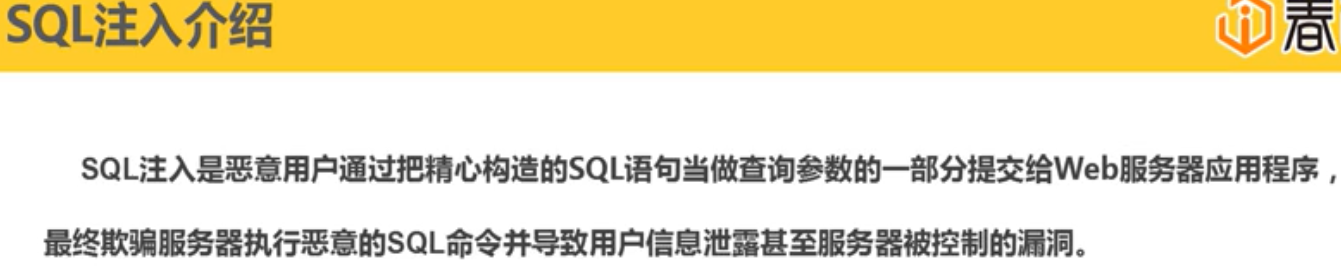 SQL注入介绍
春
SQL注入是恶意用户通过把精心构造的SQL语句当做查询参数的一部分提交给Web服务器应用程序，
最终欺骗服务器执行恶意的SQL命令并导致用户信息泄露甚至服务器被控制的漏洞。